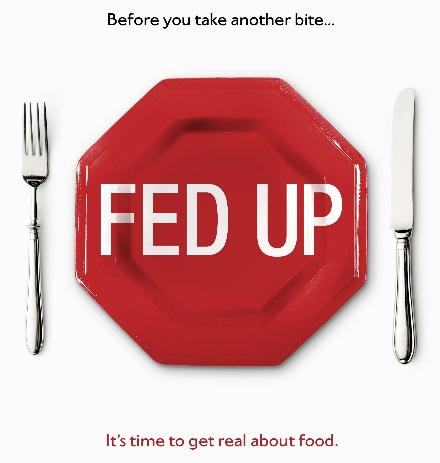 Before you take another bite...
FED UP
It's time to get real about food.